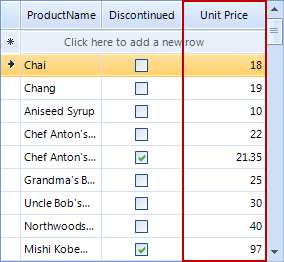 ProductName Discontinued Unit Price
Click here to add a new row
Chai 18
Chang 19
Aniseed Syrup 10
Chef Anton's... 22
Chef Anton's... 21.35
Grandma's B... 25
Uncle Bob's... 30
Northwoods... 40
Mishi Kobe... 97